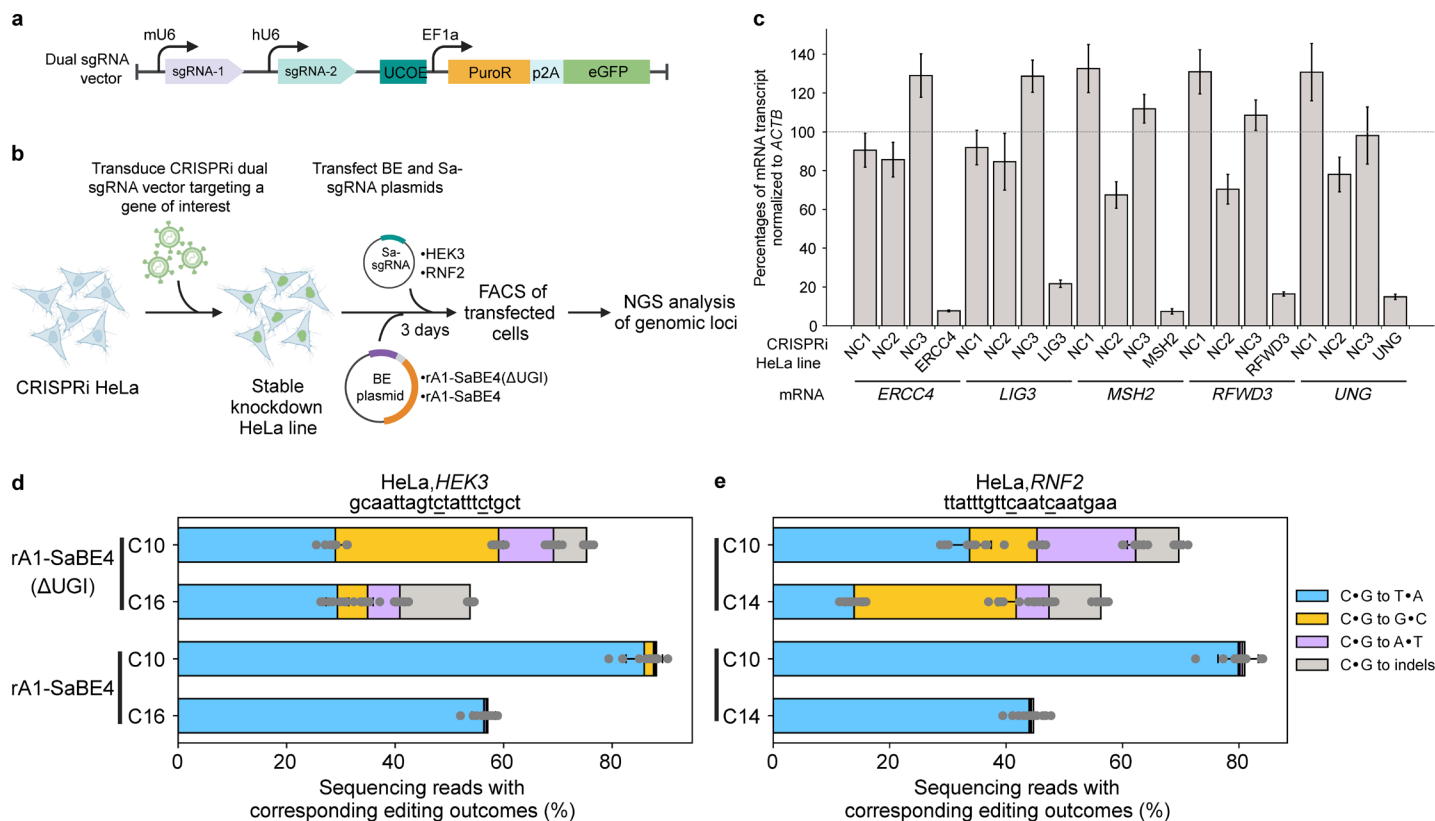 a
mU6
hU6
EF1a
Dual sgRNA
vector
sgRNA-1
sgRNA-2
UCOE
PuroR
p2A
eGFP
b
Transduce CRISPRi dual
sgRNA vector targeting a
gene of interest
Transfect BE and Sa-
sgRNA plasmids
Sa-
sgRNA
•HEK3
•RNF2
3 days
BE
plasmid
•rA1-SaBE4(ΔUGI)
•rA1-SaBE4
CRISPRi HeLa
Stable
knockdown
HeLa line
FACS of
transfected
cells
NGS analysis
of genomic loci
c
Percentages of mRNA transcript
normalized to ACTB
140
120
100
80
60
40
20
0
CRISPRi
HeLa line
NC1
NC2
NC3
ERCC4
NC1
NC2
NC3
LIG3
NC1
NC2
NC3
MSH2
NC1
NC2
NC3
RFWD3
NC1
NC2
NC3
UNG
mRNA
ERCC4
LIG3
MSH2
RFWD3
UNG
d
HeLa,HEK3
gcaattagtctatttctgct
rA1-SaBE4
(ΔUGI)
C10
C16
rA1-SaBE4
C10
C16
0
20
40
60
80
Sequencing reads with
corresponding editing outcomes (%)
e
HeLa,RNF2
ttatttgttcaatcaatgaa
C10
C14
C10
C14
0
20
40
60
80
Sequencing reads with
corresponding editing outcomes (%)
C•G to T•A
C•G to G•C
C•G to A•T
C•G to indels